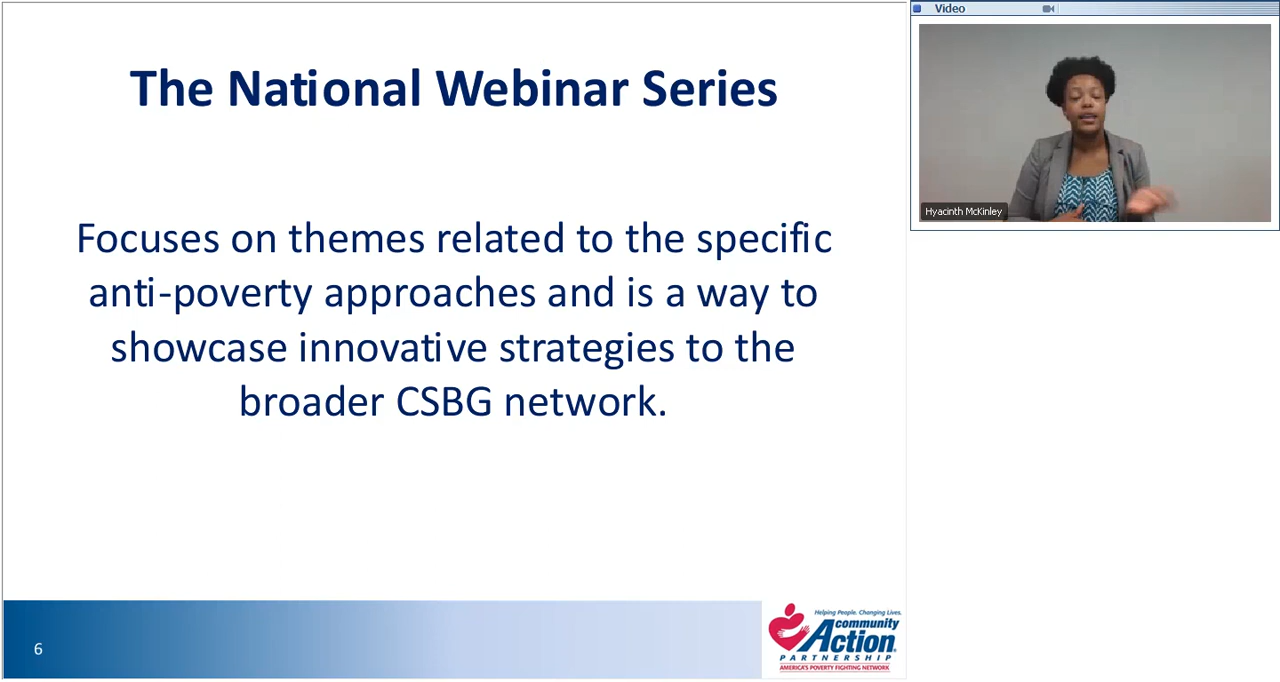 The National Webinar Series
Focuses on themes related to the specific
anti-poverty approaches and is a way to
showcase innovative strategies to the
broader CSBG network.
6
Helping People. Changing Lives.
community
Action
PARTNERSHIP
AMERICA'S POVERTY FIGHTING NETWORK
Video
Hyacinth McKinley